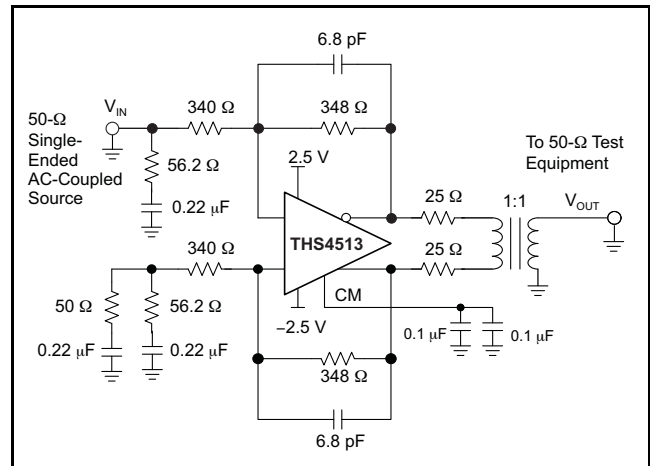 6.8 pF
50-Ω
Single-
Ended
AC-Coupled
Source
V_IN
340 Ω
348 Ω
56.2 Ω
2.5 V
0.22 μF
To 50-Ω Test
Equipment
25 Ω
1:1
V_OUT
THS4513
340 Ω
25 Ω
50 Ω
56.2 Ω
CM
–2.5 V
0.22 μF
0.22 μF
0.1 μF
0.1 μF
348 Ω
6.8 pF